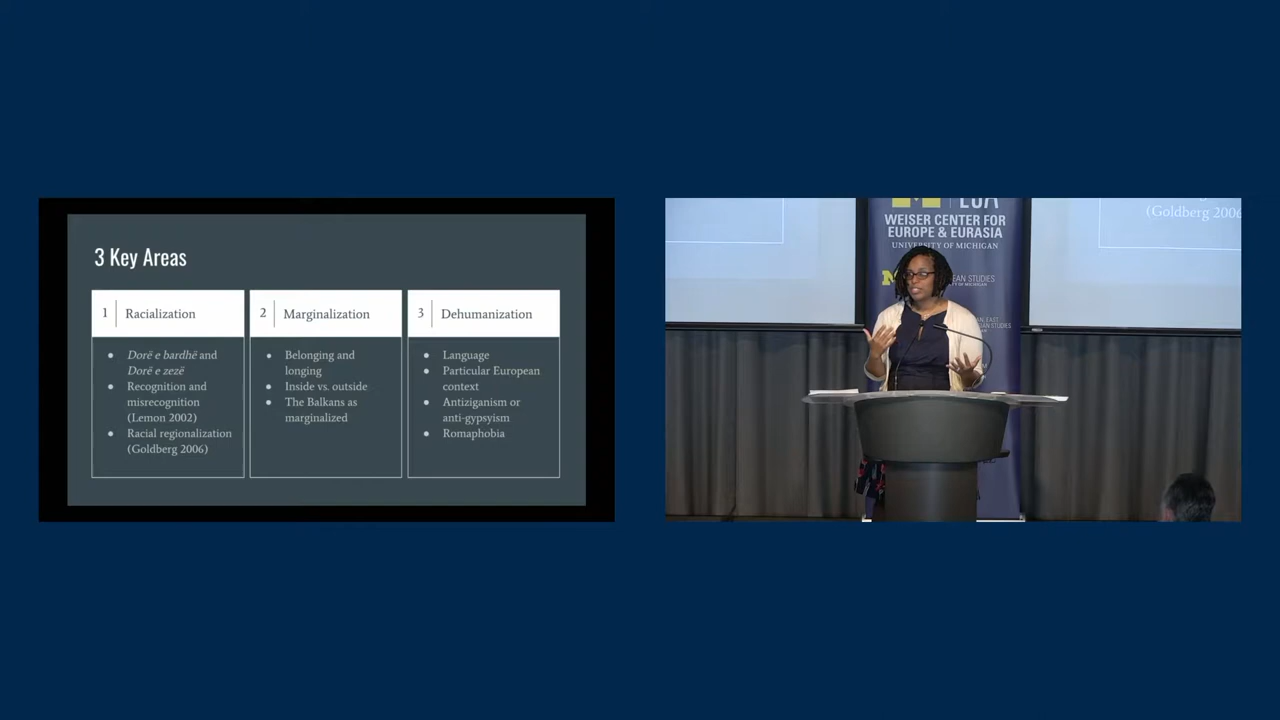 3 Key Areas
1 Racialization
Dorë e bardhë and
Dorë e zezë
Recognition and
misrecognition
(Lemon 2002)
Racial regionalization
(Goldberg 2006)
2 Marginalization
Belonging and
longing
Inside vs. outside
The Balkans as
marginalized
3 Dehumanization
Language
Particular European
context
Antiziganism or
anti-gypsyism
Romaphobia
WEISER CENTER FOR
EUROPE & EURASIA
UNIVERSITY OF MICHIGAN
STUDIES
(Goldberg 2006